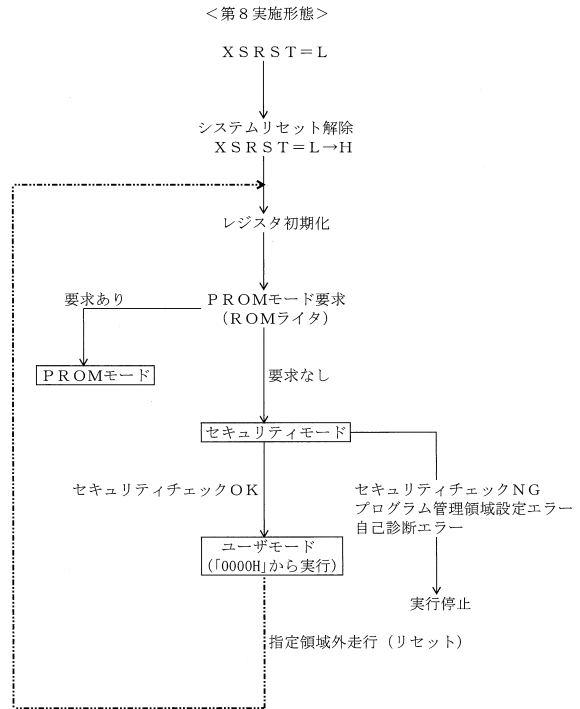 ＜第８実施形態＞
ＸＳＲＳＴ＝Ｌ
システムリセット解除
ＸＳＲＳＴ＝Ｌ→Ｈ
レジスタ初期化
要求あり
ＰＲＯＭモード要求
（ＲＯＭライタ）
ＰＲＯＭモード
要求なし
セキュリティモード
セキュリティチェックＯＫ
セキュリティチェックＮＧ
プログラム管理領域設定エラー
自己診断エラー
ユーザモード
（｢0000H｣から実行）
実行停止
指定領域外走行（リセット）